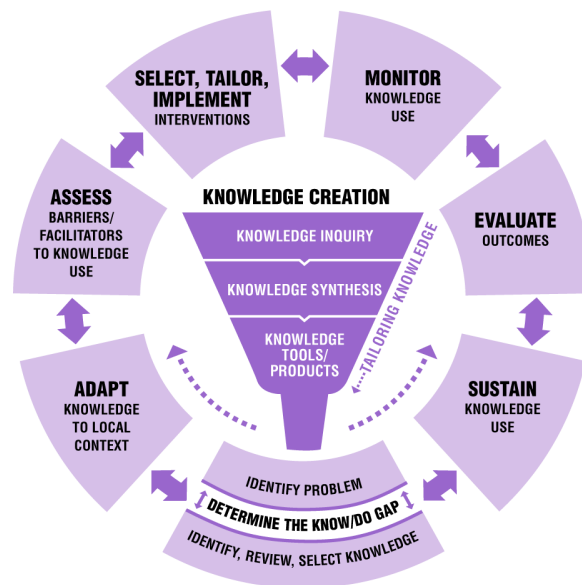 SELECT, TAILOR,
IMPLEMENT
INTERVENTIONS
MONITOR
KNOWLEDGE
USE
ASSESS
BARRIERS/
FACILITATORS
TO KNOWLEDGE
USE
EVALUATE
OUTCOMES
ADAPT
KNOWLEDGE
TO LOCAL
CONTEXT
SUSTAIN
KNOWLEDGE
USE
KNOWLEDGE CREATION
KNOWLEDGE INQUIRY
KNOWLEDGE SYNTHESIS
KNOWLEDGE
TOOLS/
PRODUCTS
TAILORING KNOWLEDGE
IDENTIFY PROBLEM
DETERMINE THE KNOW/DO GAP
IDENTIFY, REVIEW, SELECT KNOWLEDGE